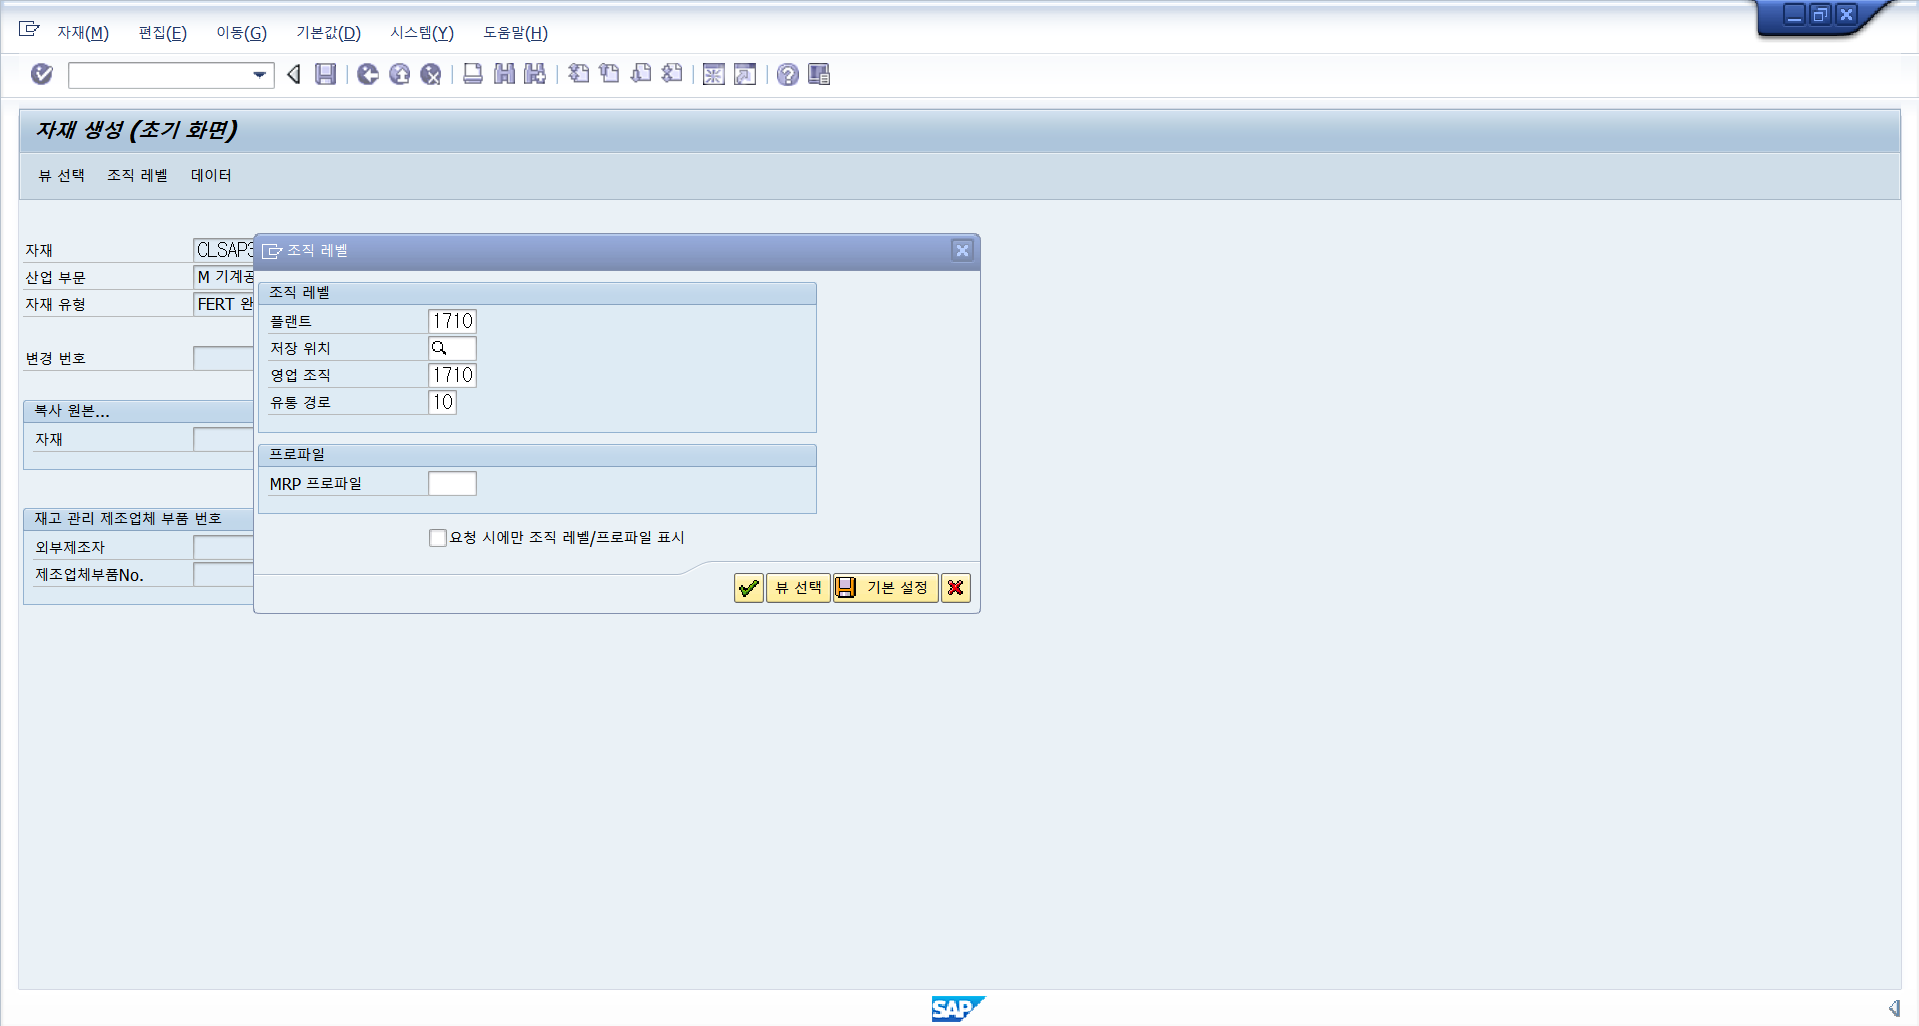 자재(M) 편집(E) 이동(G) 기본값(D) 시스템(Y) 도움말(H)
자재 생성 (초기 화면)
뷰 선택 조직 레벨 데이터
자재 CLSAP3
산업 부문 M 기계공
자재 유형 FERT 완
변경 번호
복사 원본...
자재
재고 관리 제조업체 부품 번호
외부제조자
제조업체부품No.
조직 레벨
조직 레벨
플랜트 1710
저장 위치
영업 조직 1710
유통 경로 10
프로파일
MRP 프로파일
요청 시에만 조직 레벨/프로파일 표시
뷰 선택 기본 설정
SAP